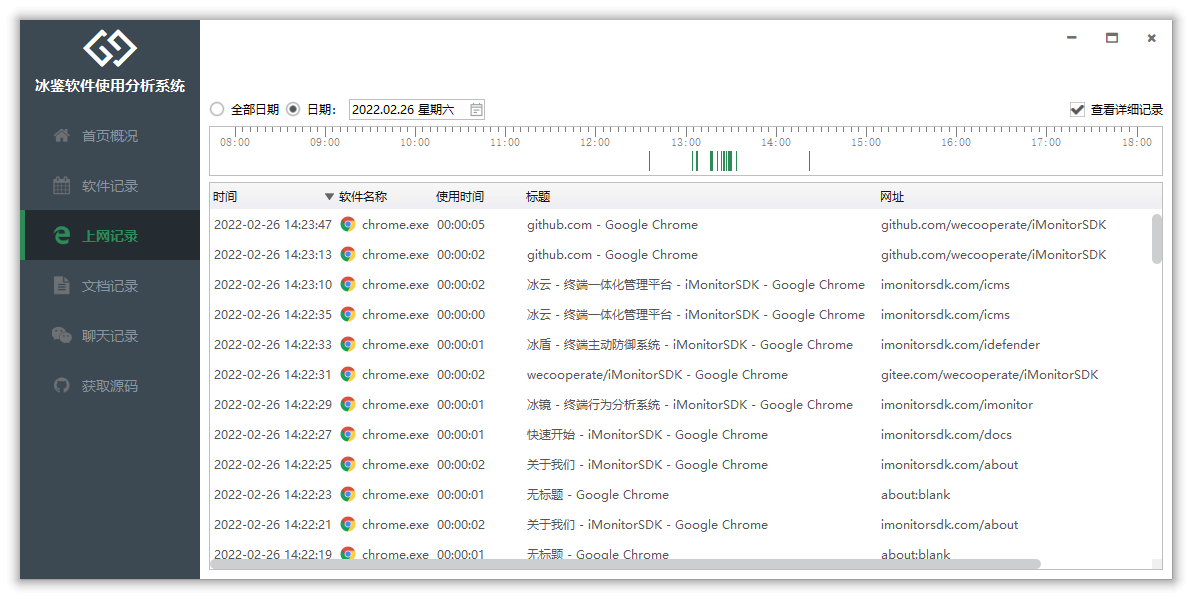 冰鉴软件使用分析系统
首页概况
软件记录
上网记录
文档记录
聊天记录
获取源码
全部日期 日期: 2022.02.26 星期六 查看详细记录
08:00 09:00 10:00 11:00 12:00 13:00 14:00 15:00 16:00 17:00 18:00
时间 软件名称 使用时间 标题 网址
2022-02-26 14:23:47 chrome.exe 00:00:05 github.com - Google Chrome github.com/wecooperate/iMonitorSDK
2022-02-26 14:23:13 chrome.exe 00:00:02 github.com - Google Chrome github.com/wecooperate/iMonitorSDK
2022-02-26 14:23:10 chrome.exe 00:00:02 冰云 - 终端一体化管理平台 - iMonitorSDK - Google Chrome imonitorsdk.com/icms
2022-02-26 14:22:35 chrome.exe 00:00:00 冰云 - 终端一体化管理平台 - iMonitorSDK - Google Chrome imonitorsdk.com/icms
2022-02-26 14:22:33 chrome.exe 00:00:01 冰盾 - 终端主动防御系统 - iMonitorSDK - Google Chrome imonitorsdk.com/idefender
2022-02-26 14:22:31 chrome.exe 00:00:02 wecooperate/iMonitorSDK - Google Chrome gitee.com/wecooperate/iMonitorSDK
2022-02-26 14:22:29 chrome.exe 00:00:01 冰镜 - 终端行为分析系统 - iMonitorSDK - Google Chrome imonitorsdk.com/imonitor
2022-02-26 14:22:27 chrome.exe 00:00:01 快速开始 - iMonitorSDK - Google Chrome imonitorsdk.com/docs
2022-02-26 14:22:25 chrome.exe 00:00:02 关于我们 - iMonitorSDK - Google Chrome imonitorsdk.com/about
2022-02-26 14:22:23 chrome.exe 00:00:01 无标题 - Google Chrome about:blank
2022-02-26 14:22:21 chrome.exe 00:00:02 关于我们 - iMonitorSDK - Google Chrome imonitorsdk.com/about
2022-02-26 14:22:19 chrome.exe 00:00:01 无标题 - Google Chrome about:blank